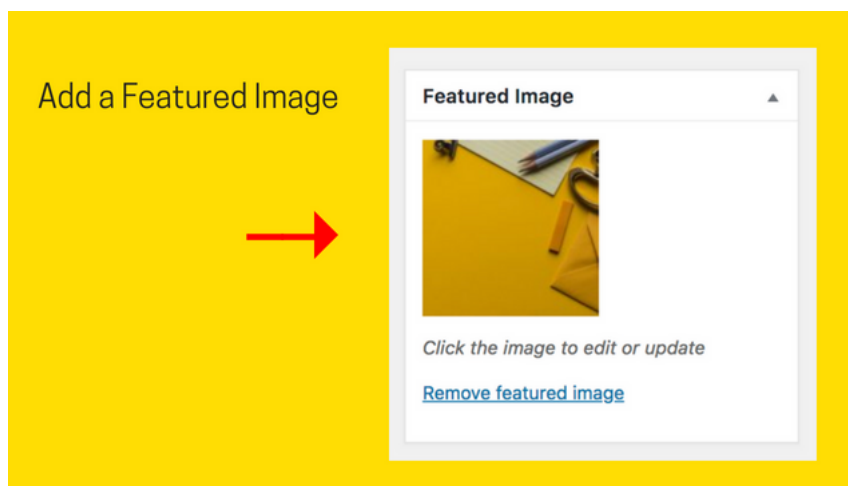 Add a Featured Image
Featured Image
Click the image to edit or update
Remove featured image